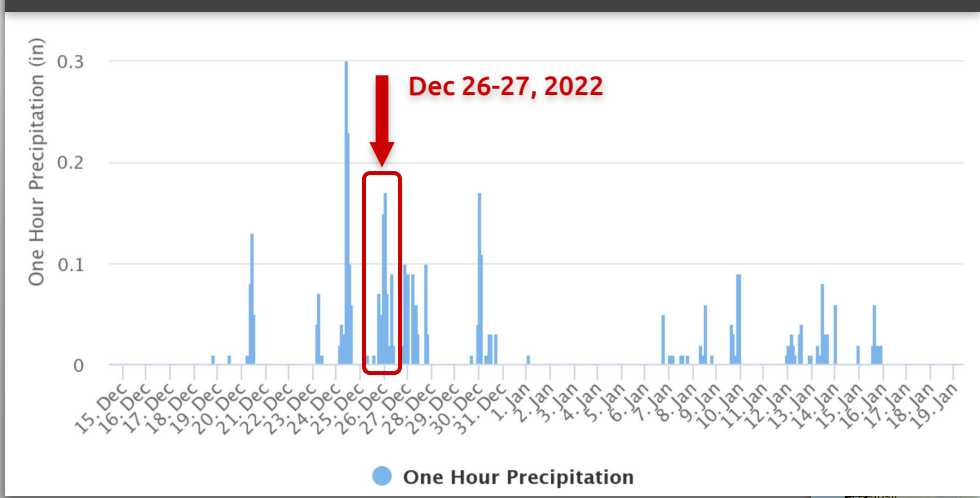 One Hour Precipitation (in)
0.3
0.2
0.1
0
Dec 26-27, 2022
15. Dec
16. Dec
17. Dec
18. Dec
19. Dec
20. Dec
21. Dec
22. Dec
23. Dec
24. Dec
25. Dec
26. Dec
27. Dec
28. Dec
29. Dec
30. Dec
31. Dec
1. Jan
2. Jan
3. Jan
4. Jan
5. Jan
6. Jan
7. Jan
8. Jan
9. Jan
10. Jan
11. Jan
12. Jan
13. Jan
14. Jan
15. Jan
16. Jan
17. Jan
18. Jan
19. Jan
One Hour Precipitation